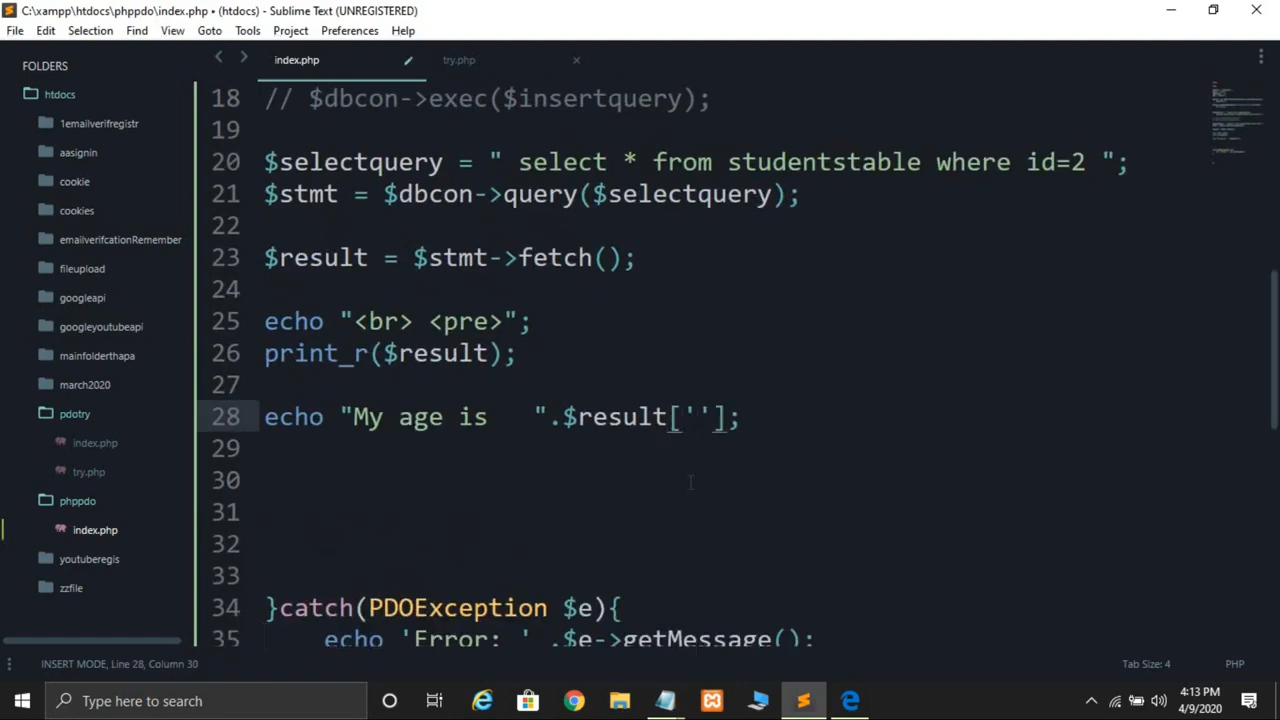 C:\xampp\htdocs\phppdo\index.php • (htdocs) - Sublime Text (UNREGISTERED)
File Edit Selection Find View Goto Tools Project Preferences Help
FOLDERS
htdocs
1emailverifregistr
aasignin
cookie
cookies
emailverifcationRemember
fileupload
googleapi
googleyoutubeapi
mainfolderthapa
march2020
pdotry
index.php
try.php
phppdo
index.php
youtuberegis
zzfile
index.php try.php
18 // $dbcon->exec($insertquery);
19
20 $selectquery = " select * from studentstable where id=2 ";
21 $stmt = $dbcon->query($selectquery);
22
23 $result = $stmt->fetch();
24
25 echo "<br> <pre>";
26 print_r($result);
27
28 echo "My age is   ".$result[''];
29
30
31
32
33
34 }catch(PDOException $e){
35 echo 'Error: ' .$e->getMessage();
INSERT MODE, Line 28, Column 30 Tab Size: 4 PHP
Type here to search
4:13 PM
4/9/2020